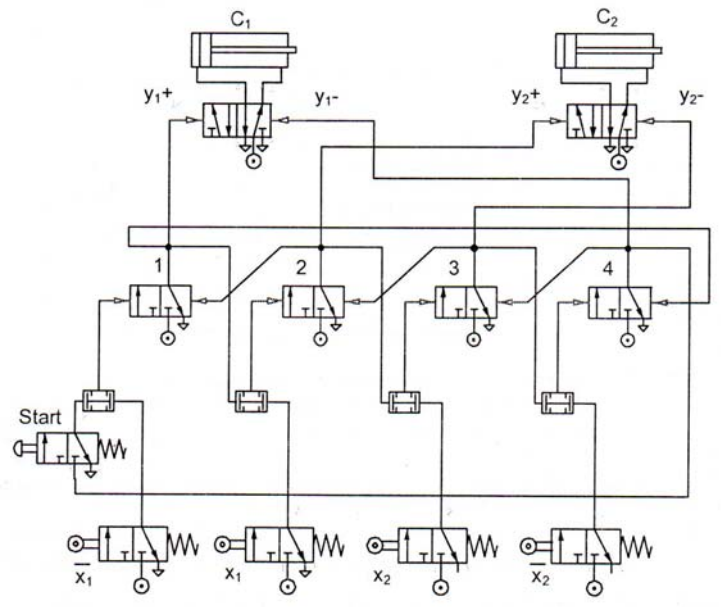 C₁ C₂
y₁+ y₁- y₂+ y₂-
1 2 3 4
Start
x̅₁ x₁ x₂ x̅₂